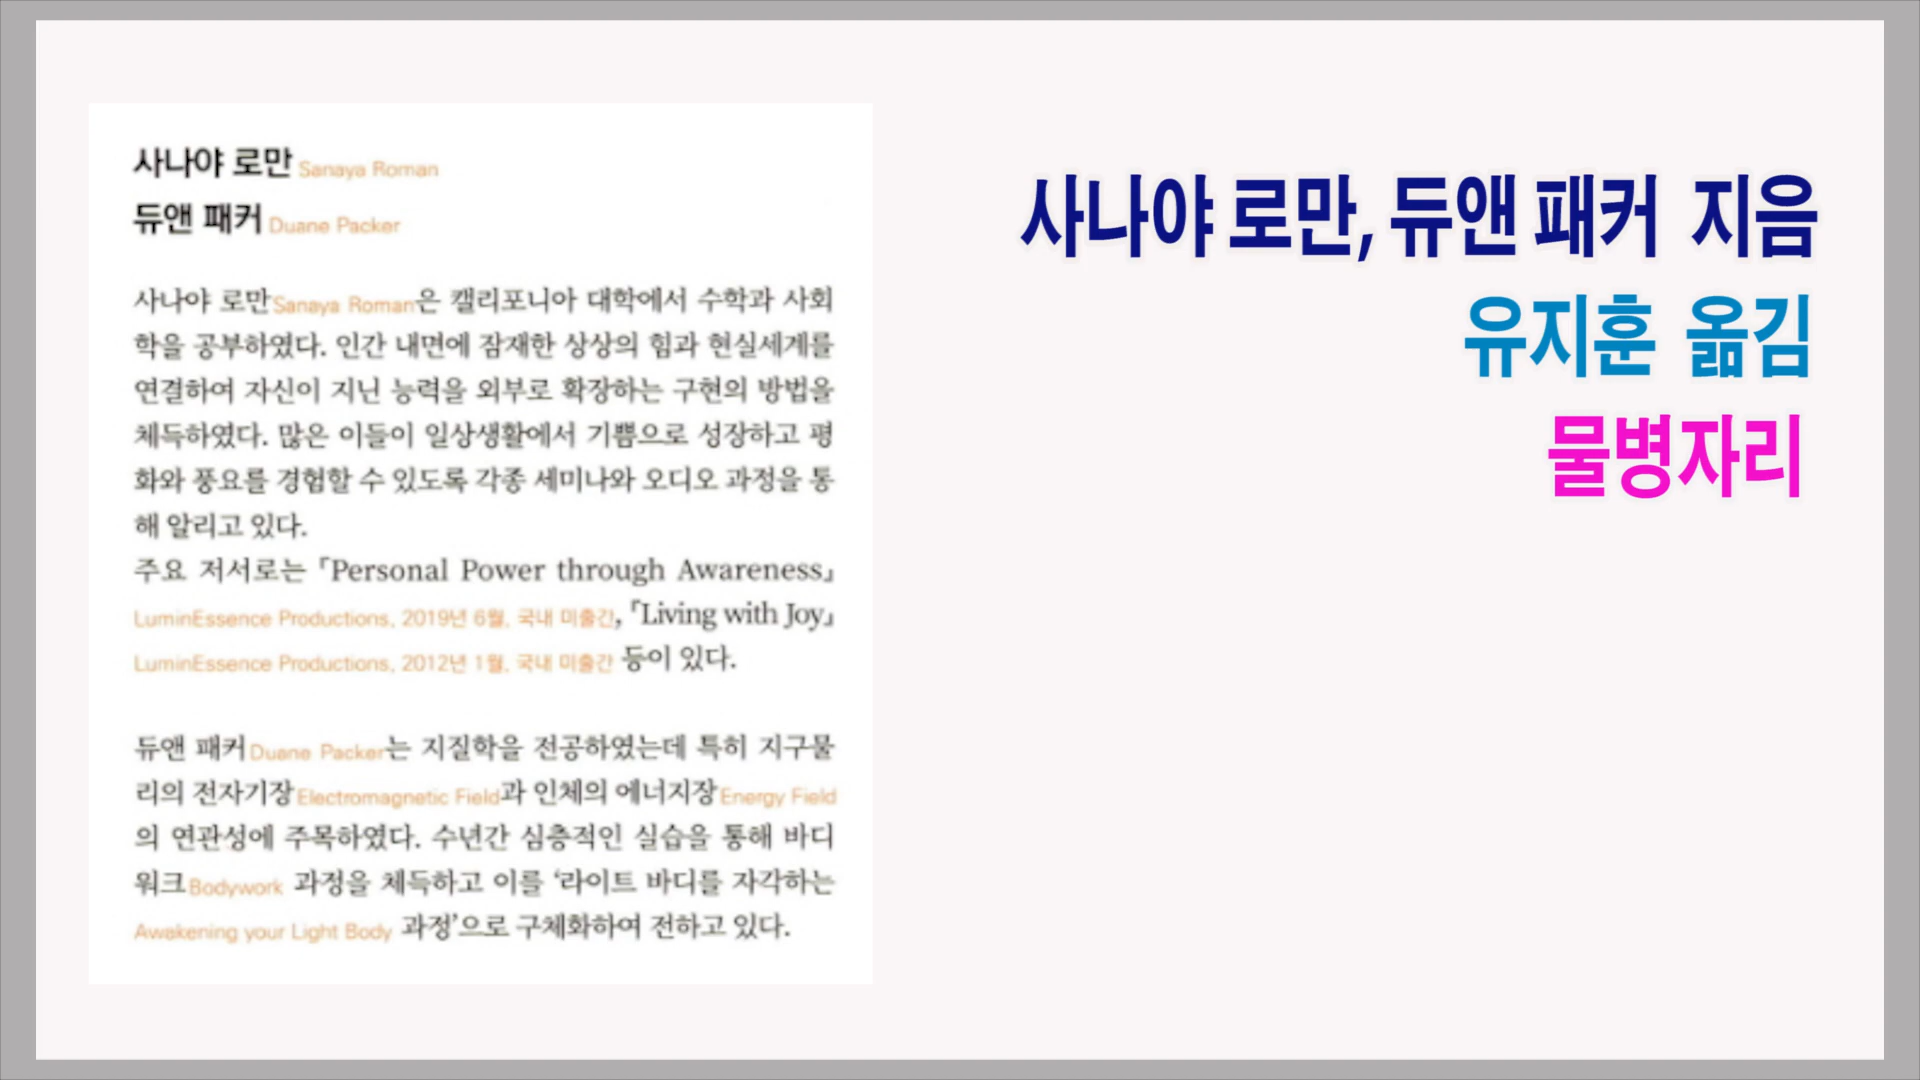 사나야 로만 Sanaya Roman
듀앤 패커 Duane Packer
사나야 로만Sanaya Roman은 캘리포니아 대학에서 수학과 사회
학을 공부하였다. 인간 내면에 잠재한 상상의 힘과 현실세계를
연결하여 자신이 지닌 능력을 외부로 확장하는 구현의 방법을
체득하였다. 많은 이들이 일상생활에서 기쁨으로 성장하고 평
화와 풍요를 경험할 수 있도록 각종 세미나와 오디오 과정을 통
해 알리고 있다.
주요 저서로는 『Personal Power through Awareness』
LuminEssence Productions, 2019년 6월, 국내 미출간, 『Living with Joy』
LuminEssence Productions, 2012년 1월, 국내 미출간 등이 있다.
듀앤 패커Duane Packer는 지질학을 전공하였는데 특히 지구물
리의 전자기장Electromagnetic Field과 인체의 에너지장Energy Field
의 연관성에 주목하였다. 수년간 심층적인 실습을 통해 바디
워크Bodywork 과정을 체득하고 이를 ‘라이트 바디를 자각하는
Awakening your Light Body 과정’으로 구체화하여 전하고 있다.
사나야 로만, 듀앤 패커 지음
유지훈 옮김
물병자리